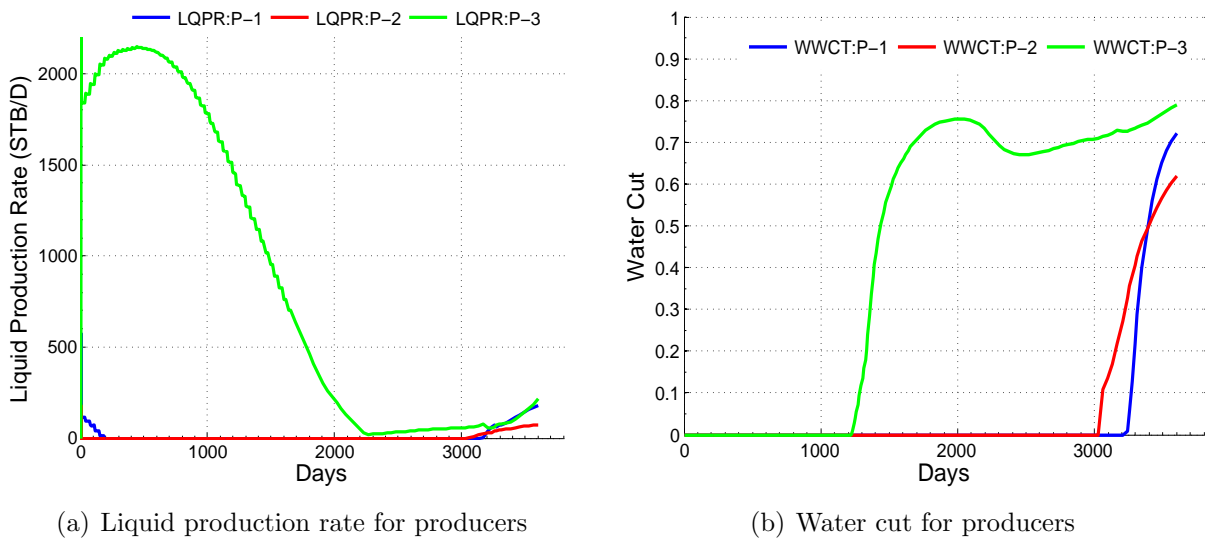 LQPR:P−1 LQPR:P−2 LQPR:P−3
Liquid Production Rate (STB/D)
2000
1500
1000
500
0
0 1000 2000 3000
Days
(a) Liquid production rate for producers
WWCT:P−1 WWCT:P−2 WWCT:P−3
Water Cut
1
0.9
0.8
0.7
0.6
0.5
0.4
0.3
0.2
0.1
0
0 1000 2000 3000
Days
(b) Water cut for producers